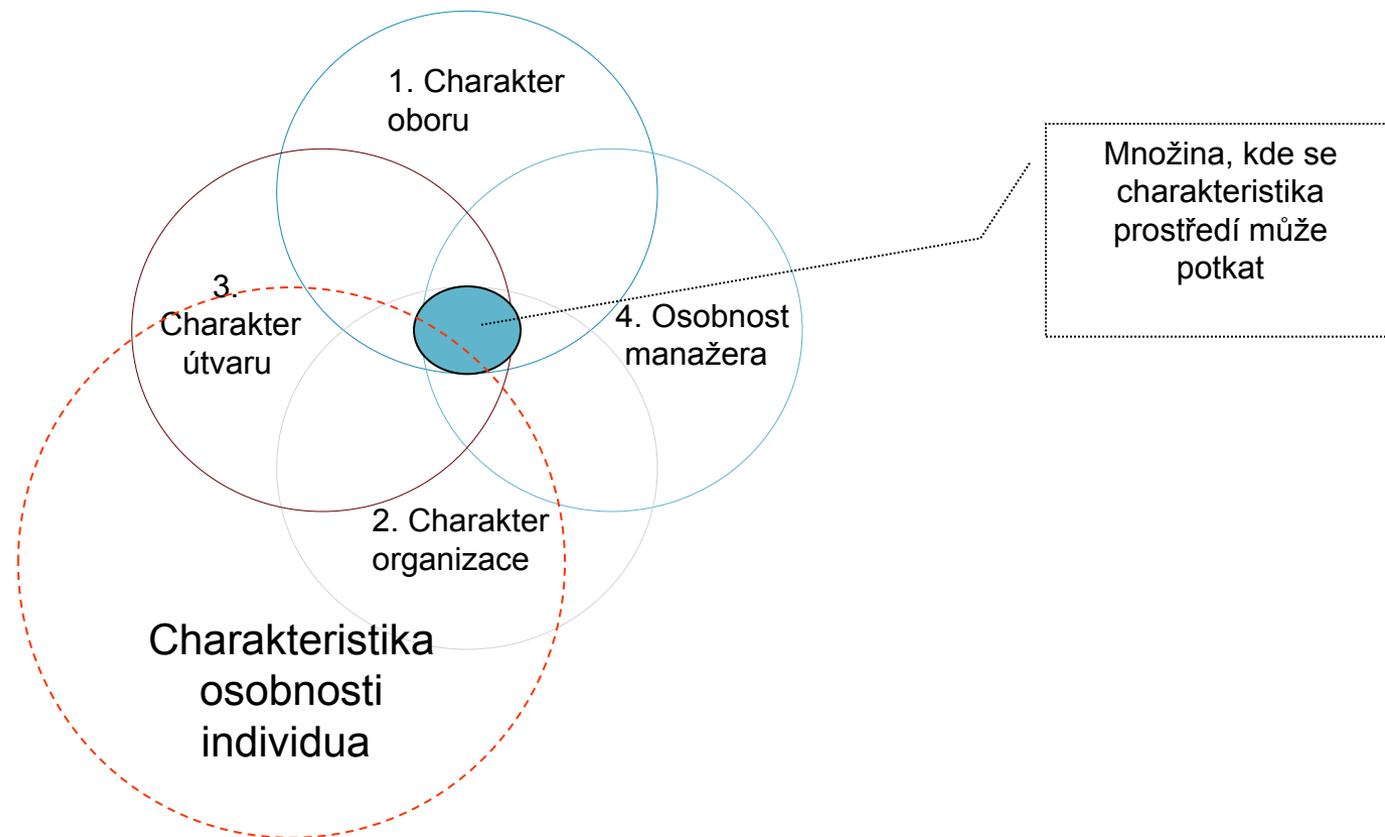 1. Charakter
oboru
Množina, kde se
charakteristika
prostředí může
potkat
3.
Charakter
útvaru
4. Osobnost
manažera
2. Charakter
organizace
Charakteristika
osobnosti
individua